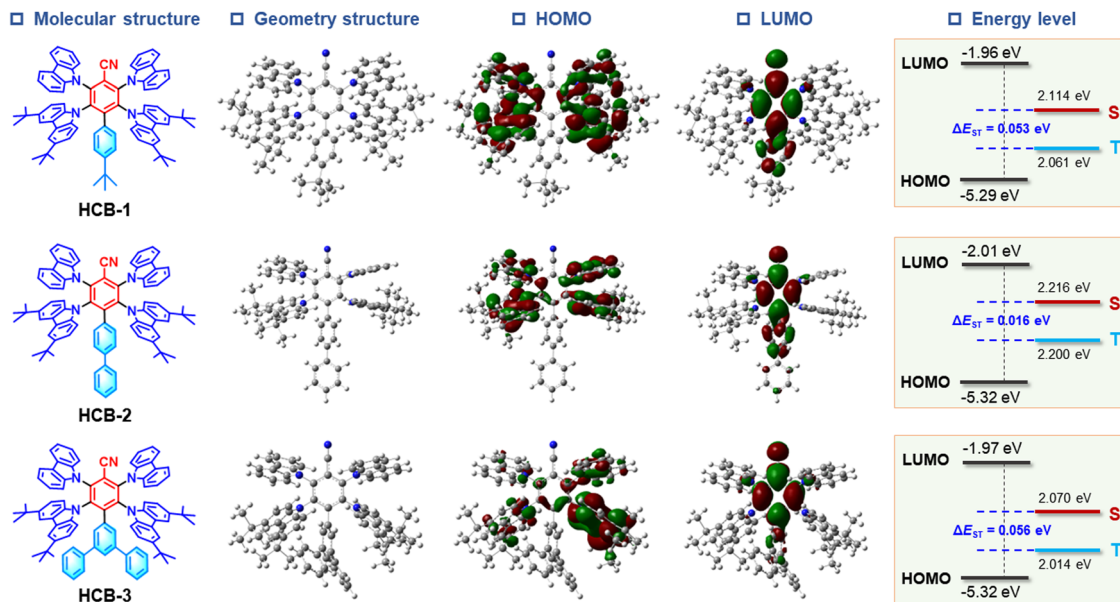 Molecular structure
Geometry structure
HOMO
LUMO
Energy level
CN
N
N
N
N
HCB-1
LUMO
-1.96 eV
2.114 eV
S
ΔEST = 0.053 eV
T
2.061 eV
HOMO
-5.29 eV
CN
N
N
N
N
HCB-2
LUMO
-2.01 eV
2.216 eV
S
ΔEST = 0.016 eV
T
2.200 eV
HOMO
-5.32 eV
CN
N
N
N
N
HCB-3
LUMO
-1.97 eV
2.070 eV
S
ΔEST = 0.056 eV
T
2.014 eV
HOMO
-5.32 eV